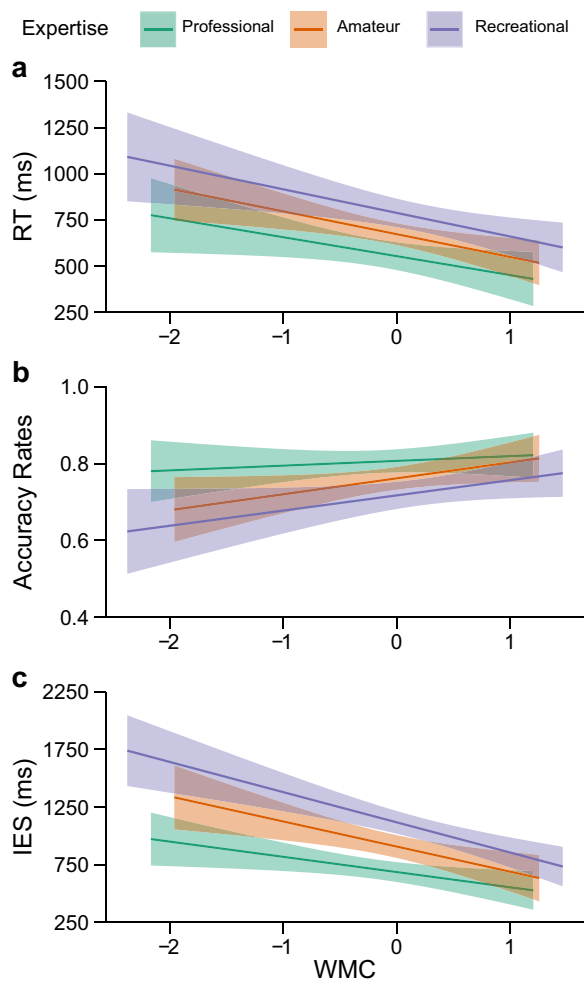 Expertise Professional Amateur Recreational
a
1500
1250
1000
750
500
250
RT (ms)
−2 −1 0 1
b
1.0
0.8
0.6
0.4
Accuracy Rates
−2 −1 0 1
c
2250
1750
1250
750
250
IES (ms)
−2 −1 0 1
WMC